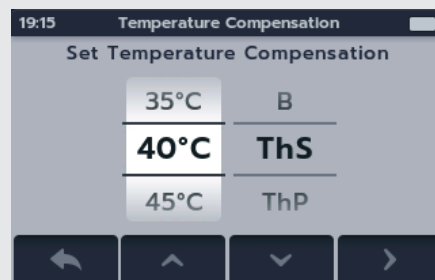 19:15 Temperature Compensation
Set Temperature Compensation
35°C B
40°C ThS
45°C ThP